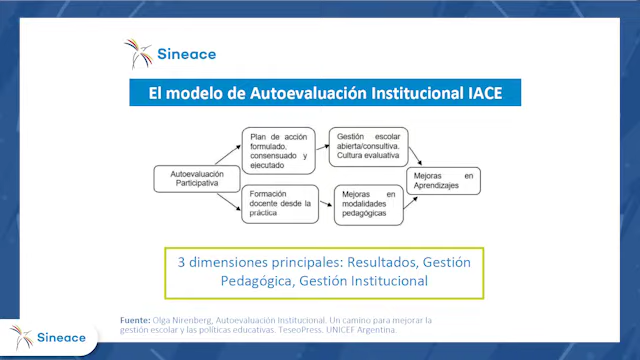 Sineace
El modelo de Autoevaluación Institucional IACE
Autoevaluación
Participativa
Plan de acción
formulado,
consensuado y
ejecutado
Gestión escolar
abierta/consultiva.
Cultura evaluativa
Formación
docente desde la
práctica
Mejoras en
modalidades
pedagógicas
Mejoras en
Aprendizajes
3 dimensiones principales: Resultados, Gestión
Pedagógica, Gestión Institucional
Fuente: Olga Nirenberg, Autoevaluación Institucional. Un camino para mejorar la
gestión escolar y las políticas educativas. TeseoPress. UNICEF Argentina.
Sineace